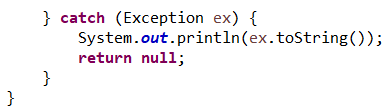 } catch (Exception ex) {
        System.out.println(ex.toString());
        return null;
    }
}